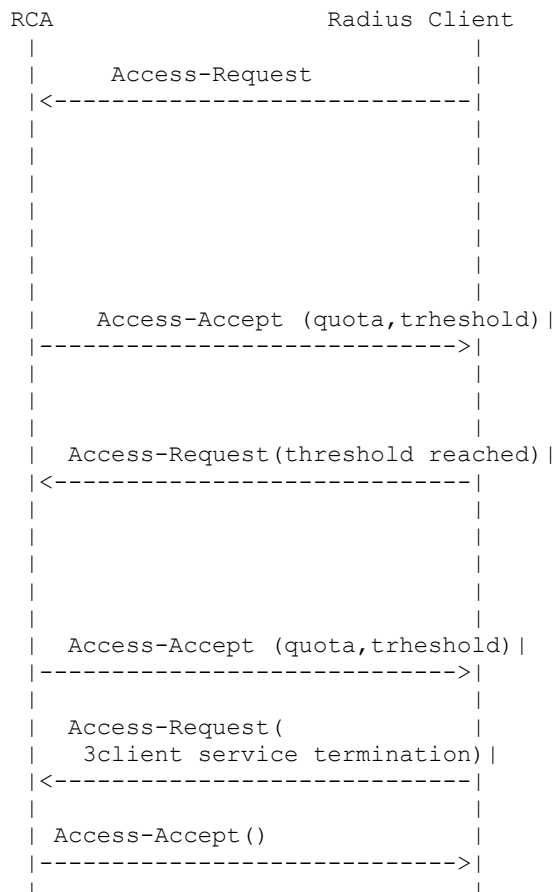 RCA Radius Client
Access-Request
Access-Accept (quota,trheshold)
Access-Request(threshold reached)
Access-Accept (quota,trheshold)
Access-Request(
3client service termination)
Access-Accept()